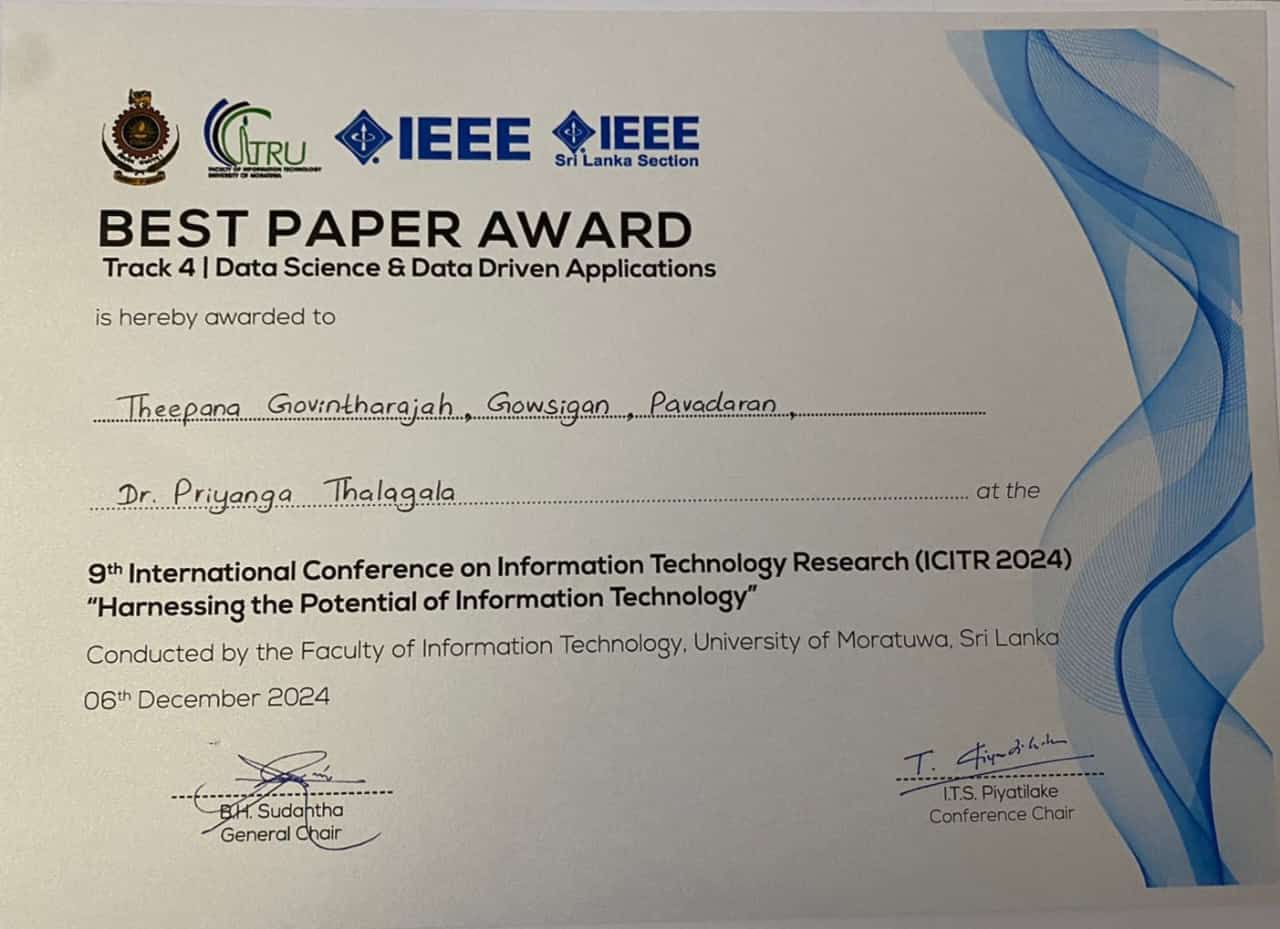 ITRU
FACULTY OF INFORMATION TECHNOLOGY
UNIVERSITY OF MORATUWA
IEEE
IEEE
Sri Lanka Section
BEST PAPER AWARD
Track 4 | Data Science & Data Driven Applications
is hereby awarded to
Theepana Govintharajah, Gowsigan, Pavadaran,
Dr. Priyanga Thalagala at the
9th International Conference on Information Technology Research (ICITR 2024)
“Harnessing the Potential of Information Technology”
Conducted by the Faculty of Information Technology, University of Moratuwa, Sri Lanka
06th December 2024
B.H. Sudantha
General Chair
I.T.S. Piyatilake
Conference Chair